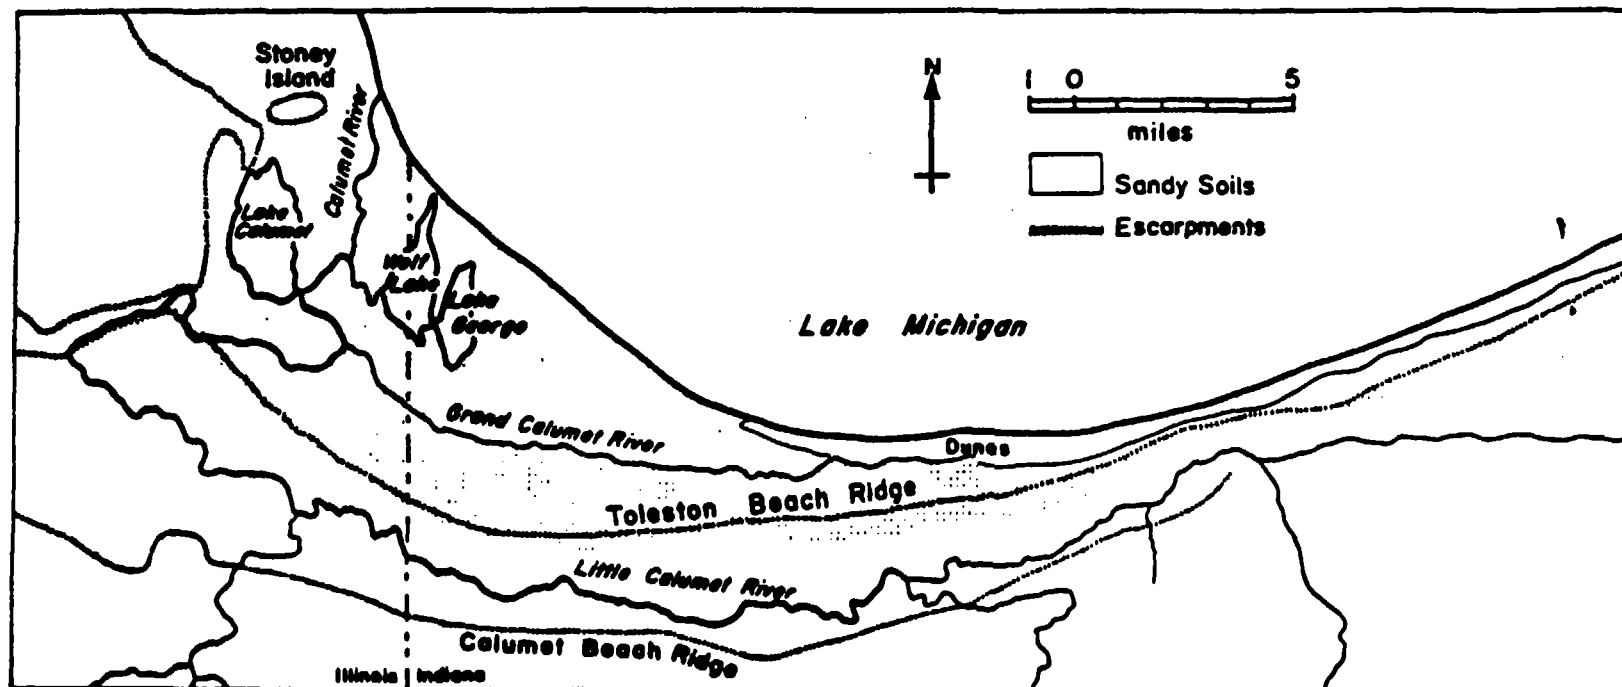 Stoney
Island
Calumet River
N
1 0 5
miles
Sandy Soils
Escarpments
Lake
Calumet
Wolf
Lake
Lake
George
Lake Michigan
Grand Calumet River
Dunes
Toleston Beach Ridge
Little Calumet River
Calumet Beach Ridge
Illinois Indiana